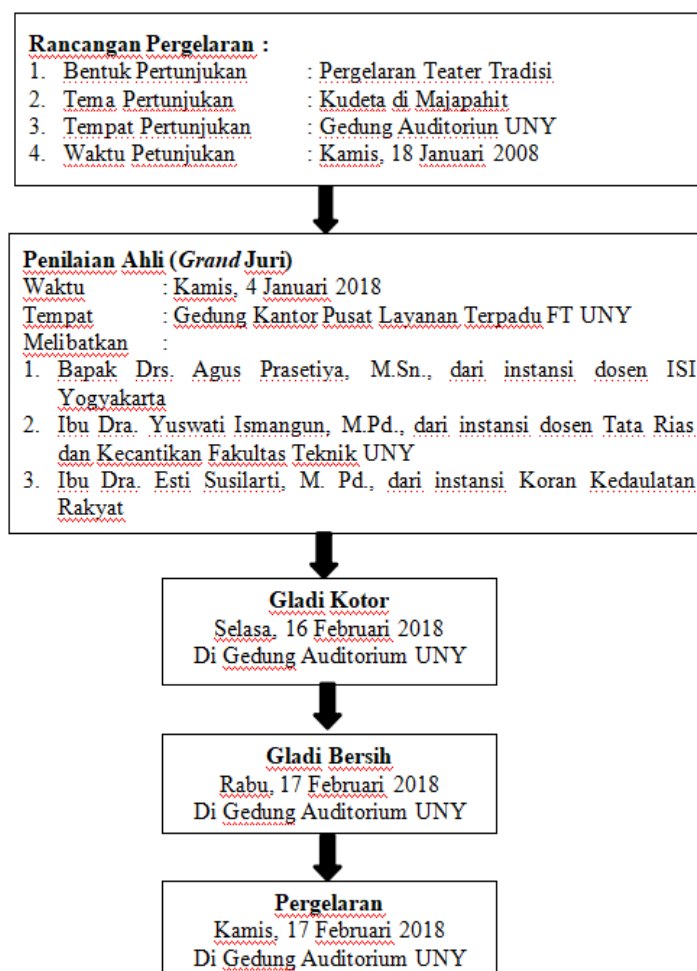 Rancangan Pergelaran :
1. Bentuk Pertunjukan : Pergelaran Teater Tradisi
2. Tema Pertunjukan : Kudeta di Majapahit
3. Tempat Pertunjukan : Gedung Auditoriun UNY
4. Waktu Petunjukan : Kamis, 18 Januari 2008
Penilaian Ahli (Grand Juri)
Waktu : Kamis, 4 Januari 2018
Tempat : Gedung Kantor Pusat Layanan Terpadu FT UNY
Melibatkan :
1. Bapak Drs. Agus Prasetiya, M.Sn., dari instansi dosen ISI
Yogyakarta
2. Ibu Dra. Yuswati Ismangun, M.Pd., dari instansi dosen Tata Rias
dan Kecantikan Fakultas Teknik UNY
3. Ibu Dra. Esti Susilarti, M. Pd., dari instansi Koran Kedaulatan
Rakyat
Gladi Kotor
Selasa, 16 Februari 2018
Di Gedung Auditorium UNY
Gladi Bersih
Rabu, 17 Februari 2018
Di Gedung Auditorium UNY
Pergelaran
Kamis, 17 Februari 2018
Di Gedung Auditorium UNY